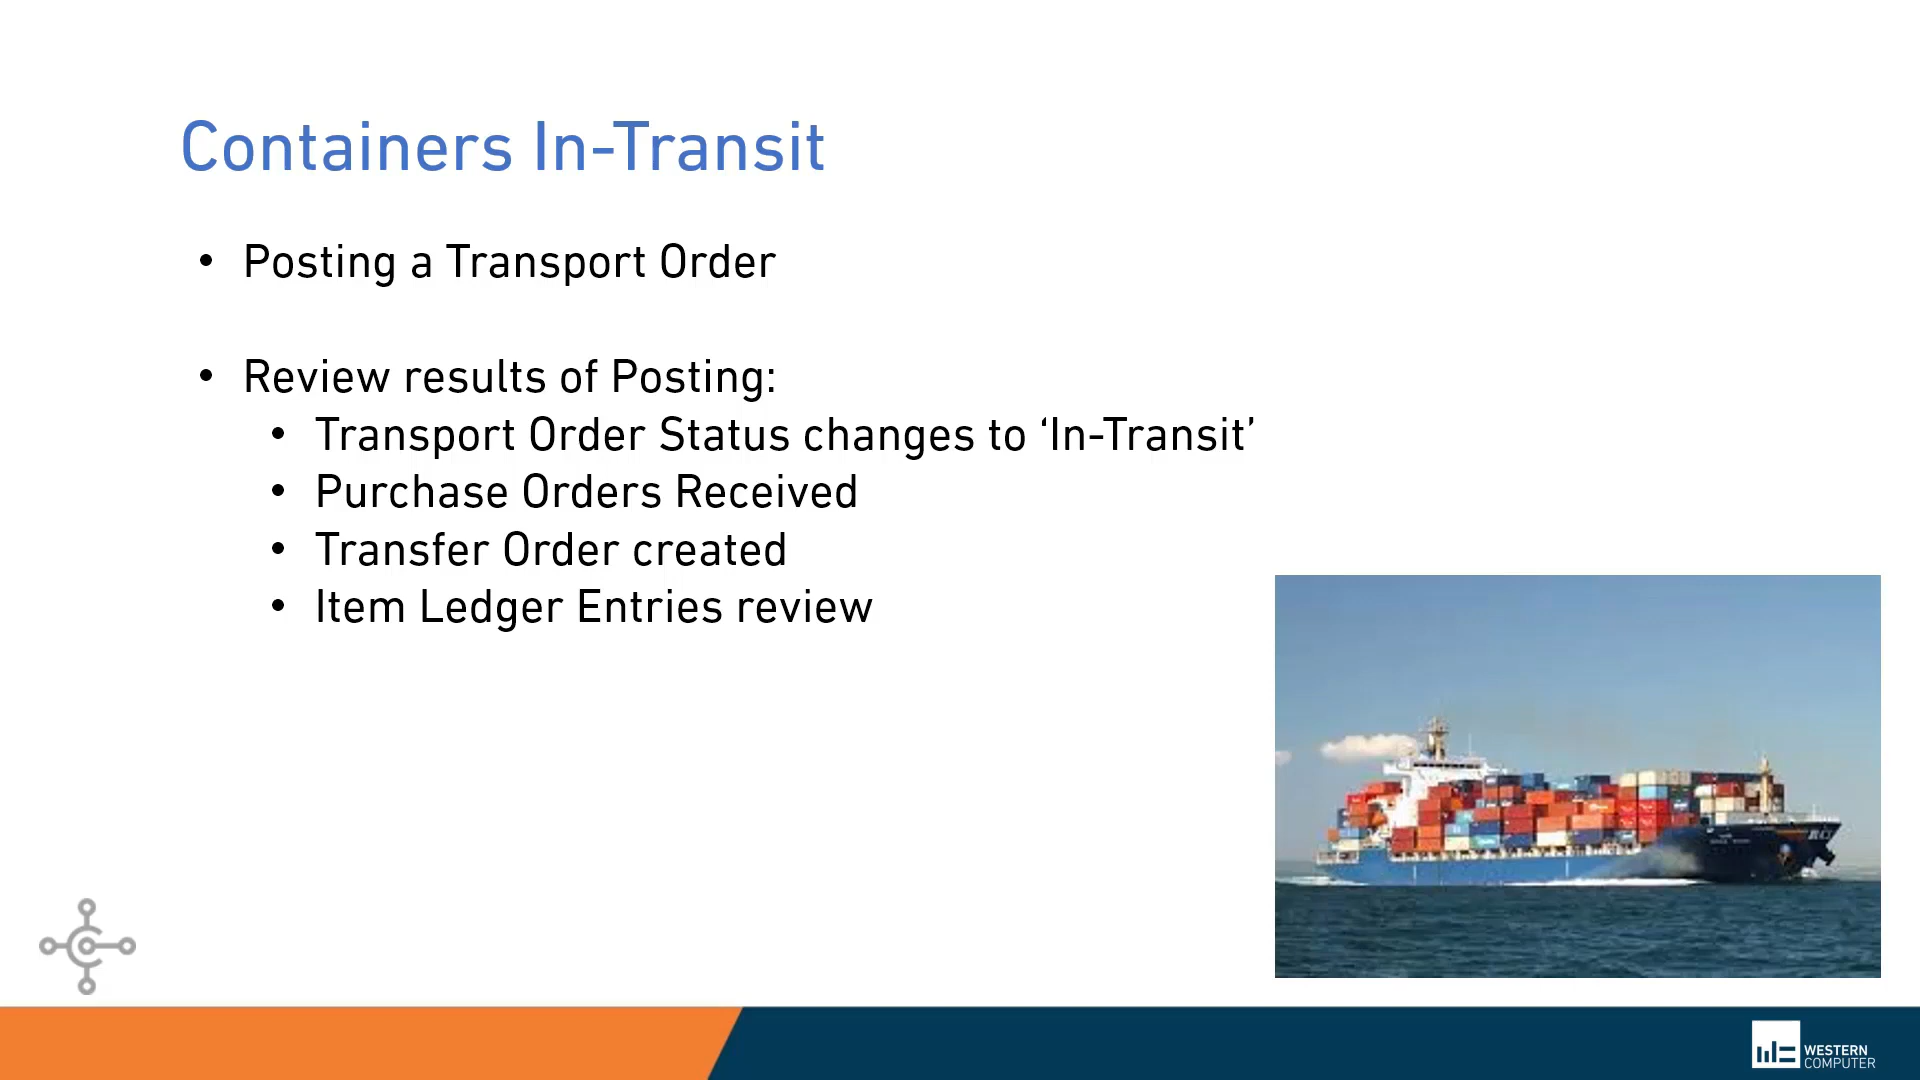 Containers In-Transit
• Posting a Transport Order
• Review results of Posting:
• Transport Order Status changes to ‘In-Transit’
• Purchase Orders Received
• Transfer Order created
• Item Ledger Entries review
WESTERN
COMPUTER